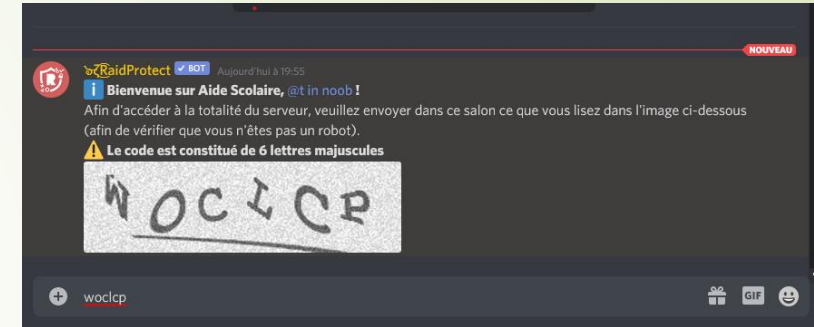 NOUVEAU
RaidProtect ✓ BOT Aujourd'hui à 19:55
Bienvenue sur Aide Scolaire, @t in noob !
Afin d'accéder à la totalité du serveur, veuillez envoyer dans ce salon ce que vous lisez dans l'image ci-dessous
(afin de vérifier que vous n'êtes pas un robot).
Le code est constitué de 6 lettres majuscules
woclcp GIF